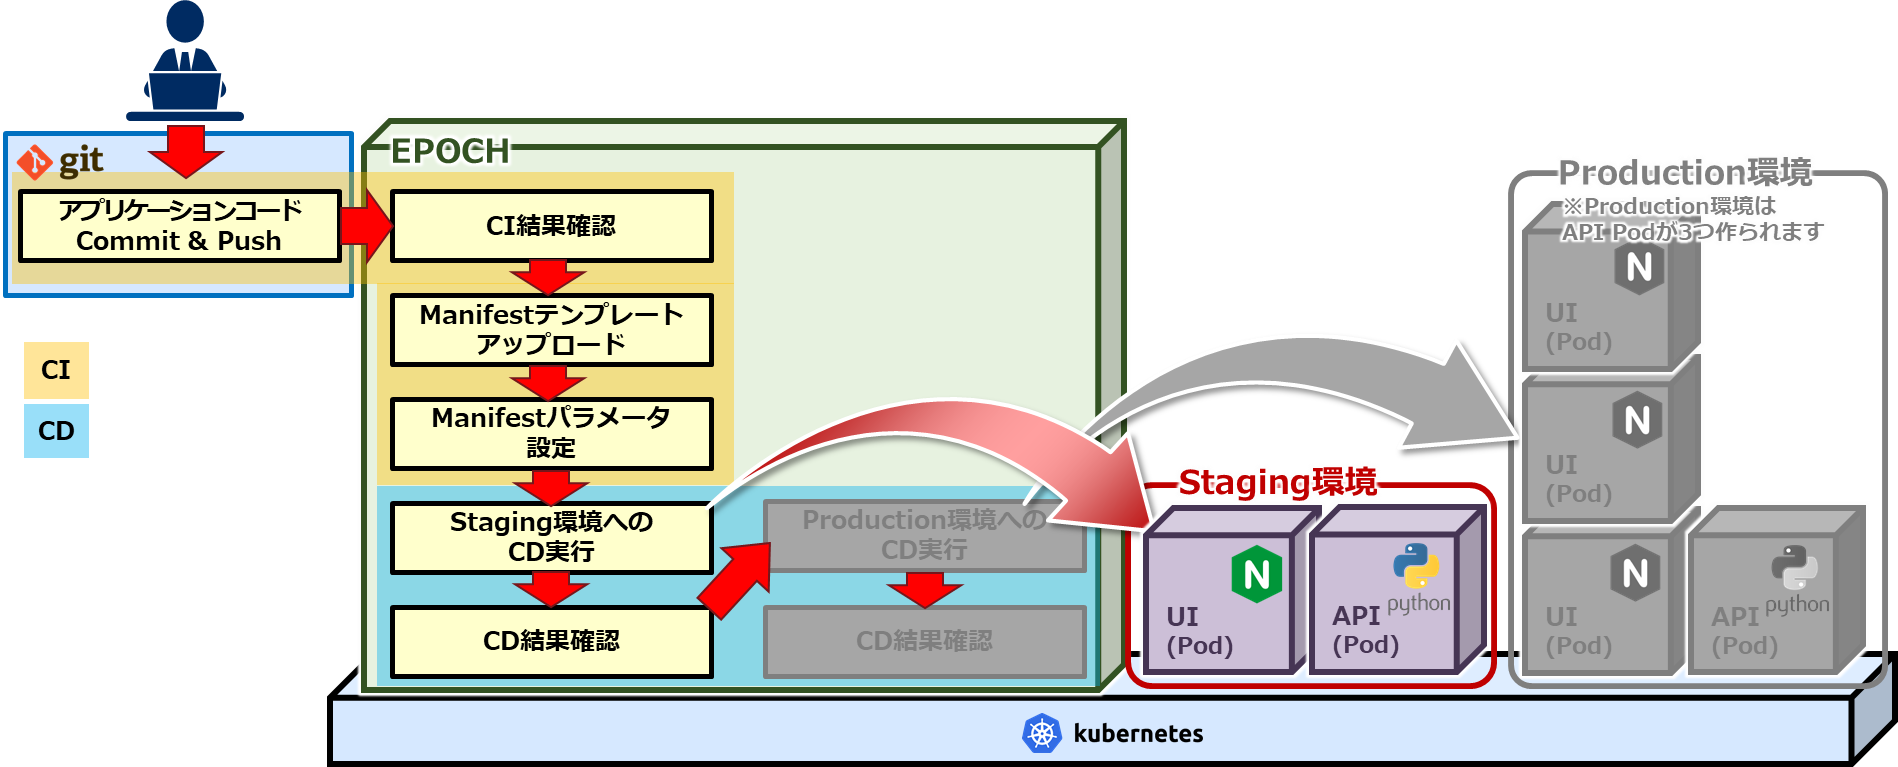 git
アプリケーションコード
Commit & Push
CI
CD
EPOCH
CI結果確認
Manifestテンプレート
アップロード
Manifestパラメータ
設定
Staging環境への
CD実行
CD結果確認
Production環境への
CD実行
CD結果確認
Staging環境
UI
(Pod)
python
API
(Pod)
Production環境
※Production環境は
API Podが3つ作られます
N
UI
(Pod)
N
UI
(Pod)
N
UI
(Pod)
python
API
(Pod)
N
kubernetes